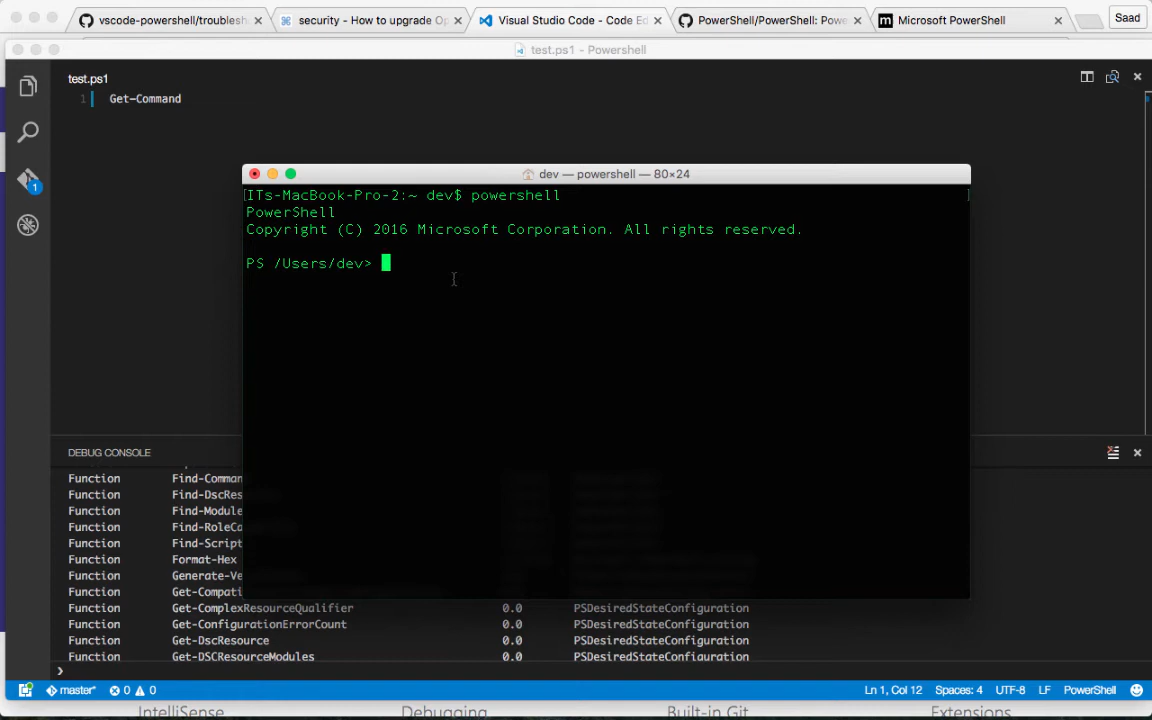 vscode-powershell/troublesh
security - How to upgrade Op
Visual Studio Code - Code Ed
PowerShell/PowerShell: Powe
Microsoft PowerShell
Saad
test.ps1 - Powershell
test.ps1
1 Get-Command
1
dev — powershell — 80×24
[ITs-MacBook-Pro-2:~ dev$ powershell ]
PowerShell
Copyright (C) 2016 Microsoft Corporation. All rights reserved.
PS /Users/dev>
DEBUG CONSOLE
Function Find-Comman
Function Find-DscRes
Function Find-Module
Function Find-RoleCa
Function Find-Script
Function Format-Hex
Function Generate-Ve
Function Get-Compati
Function Get-ComplexResourceQualifier 0.0 PSDesiredStateConfiguration
Function Get-ConfigurationErrorCount 0.0 PSDesiredStateConfiguration
Function Get-DscResource 0.0 PSDesiredStateConfiguration
Function Get-DSCResourceModules 0.0 PSDesiredStateConfiguration
master* 0 0 Ln 1, Col 12 Spaces: 4 UTF-8 LF PowerShell
IntelliSense Debugging Built-in Git Extensions